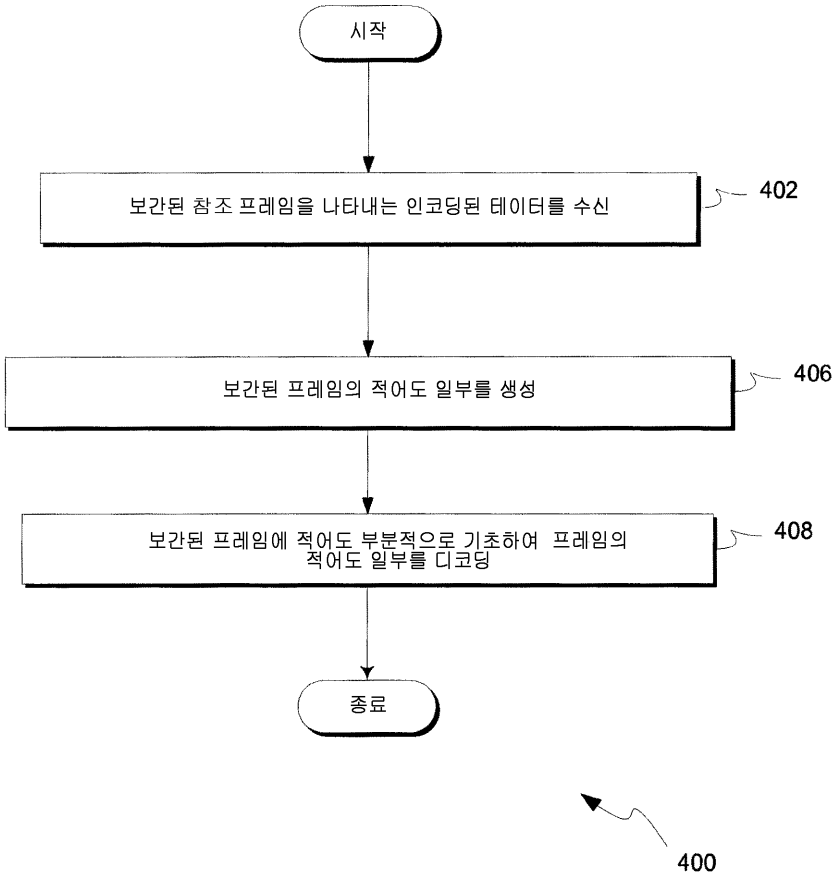 시작
보간된 참조 프레임을 나타내는 인코딩된 테이터를 수신
402
보간된 프레임의 적어도 일부를 생성
406
보간된 프레임에 적어도 부분적으로 기초하여 프레임의
적어도 일부를 디코딩
408
종료
400